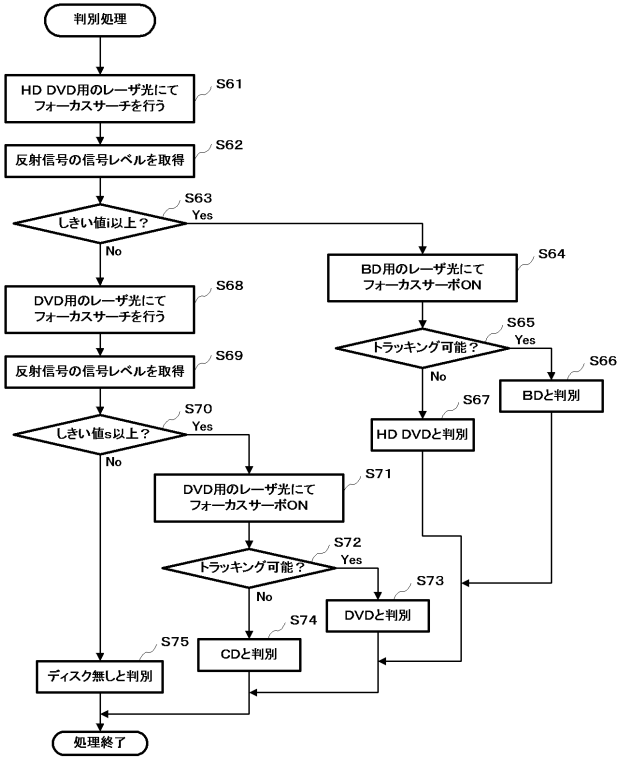 判別処理
HD DVD用のレーザ光にて
フォーカスサーチを行う
S61
反射信号の信号レベルを取得
S62
しきい値i以上？
S63
Yes
No
BD用のレーザ光にて
フォーカスサーボON
S64
DVD用のレーザ光にて
フォーカスサーチを行う
S68
トラッキング可能？
S65
Yes
No
反射信号の信号レベルを取得
S69
BDと判別
S66
しきい値s以上？
S70
Yes
No
HD DVDと判別
S67
DVD用のレーザ光にて
フォーカスサーボON
S71
トラッキング可能？
S72
Yes
No
DVDと判別
S73
CDと判別
S74
ディスク無しと判別
S75
処理終了